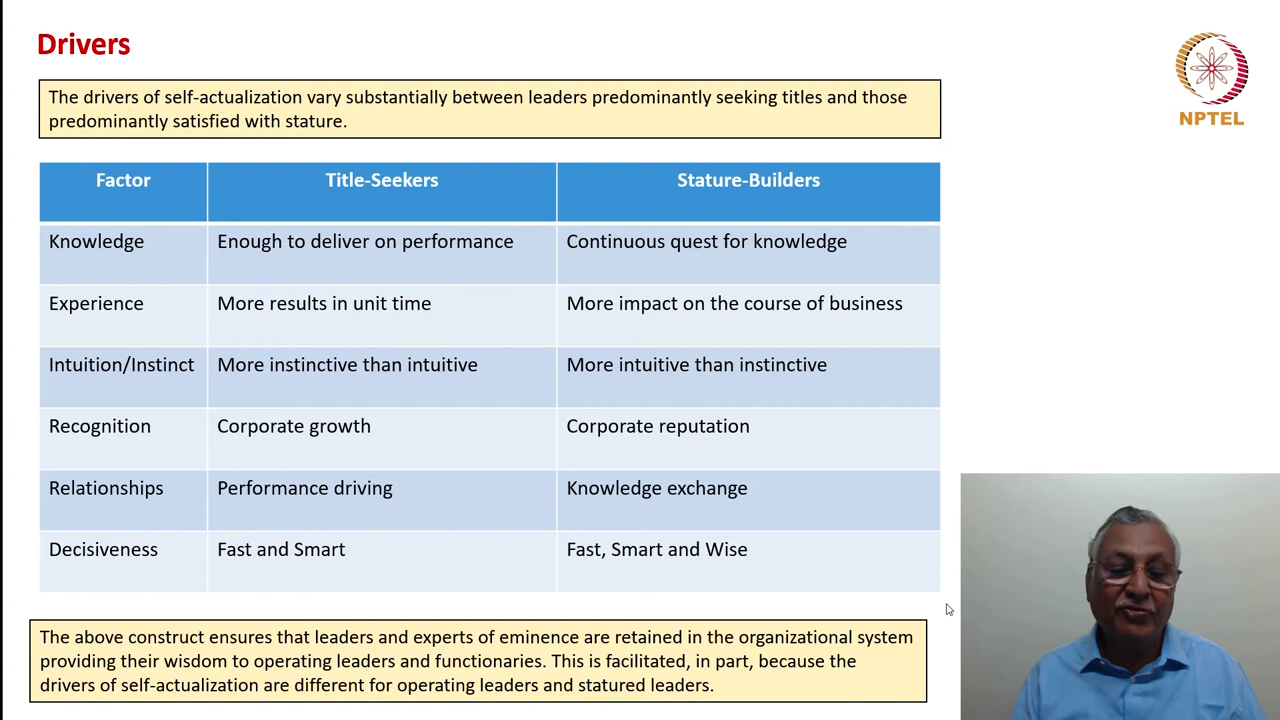 Drivers
The drivers of self-actualization vary substantially between leaders predominantly seeking titles and those
predominantly satisfied with stature.
NPTEL
Factor Title-Seekers Stature-Builders
Knowledge Enough to deliver on performance Continuous quest for knowledge
Experience More results in unit time More impact on the course of business
Intuition/Instinct More instinctive than intuitive More intuitive than instinctive
Recognition Corporate growth Corporate reputation
Relationships Performance driving Knowledge exchange
Decisiveness Fast and Smart Fast, Smart and Wise
The above construct ensures that leaders and experts of eminence are retained in the organizational system
providing their wisdom to operating leaders and functionaries. This is facilitated, in part, because the
drivers of self-actualization are different for operating leaders and statured leaders.